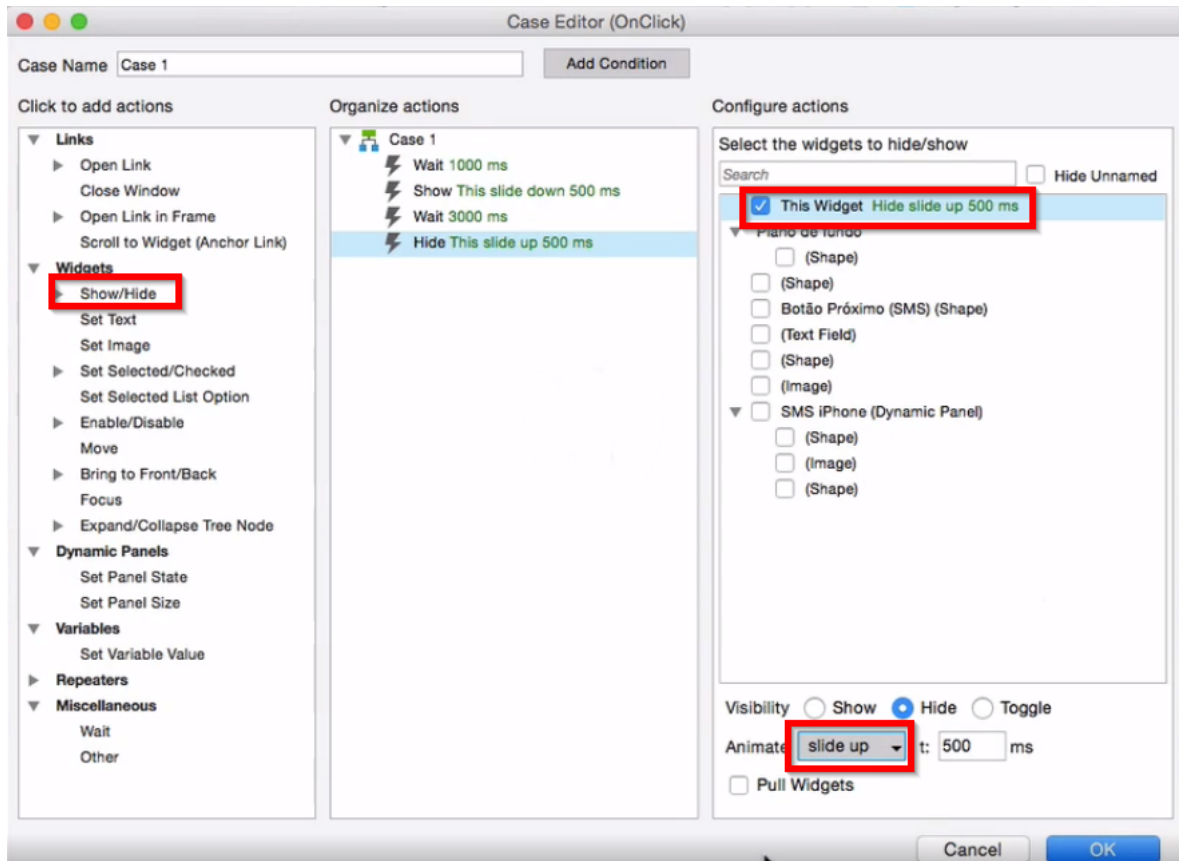 Case Editor (OnClick)
Case Name Case 1 Add Condition
Click to add actions
Links
Open Link
Close Window
Open Link in Frame
Scroll to Widget (Anchor Link)
Widgets
Show/Hide
Set Text
Set Image
Set Selected/Checked
Set Selected List Option
Enable/Disable
Move
Bring to Front/Back
Focus
Expand/Collapse Tree Node
Dynamic Panels
Set Panel State
Set Panel Size
Variables
Set Variable Value
Repeaters
Miscellaneous
Wait
Other
Organize actions
Case 1
Wait 1000 ms
Show This slide down 500 ms
Wait 3000 ms
Hide This slide up 500 ms
Configure actions
Select the widgets to hide/show
Search Hide Unnamed
This Widget Hide slide up 500 ms
Plano de fundo
(Shape)
(Shape)
Botão Próximo (SMS) (Shape)
(Text Field)
(Shape)
(Image)
SMS iPhone (Dynamic Panel)
(Shape)
(Image)
(Shape)
Visibility Show Hide Toggle
Animate slide up t: 500 ms
Pull Widgets
Cancel OK